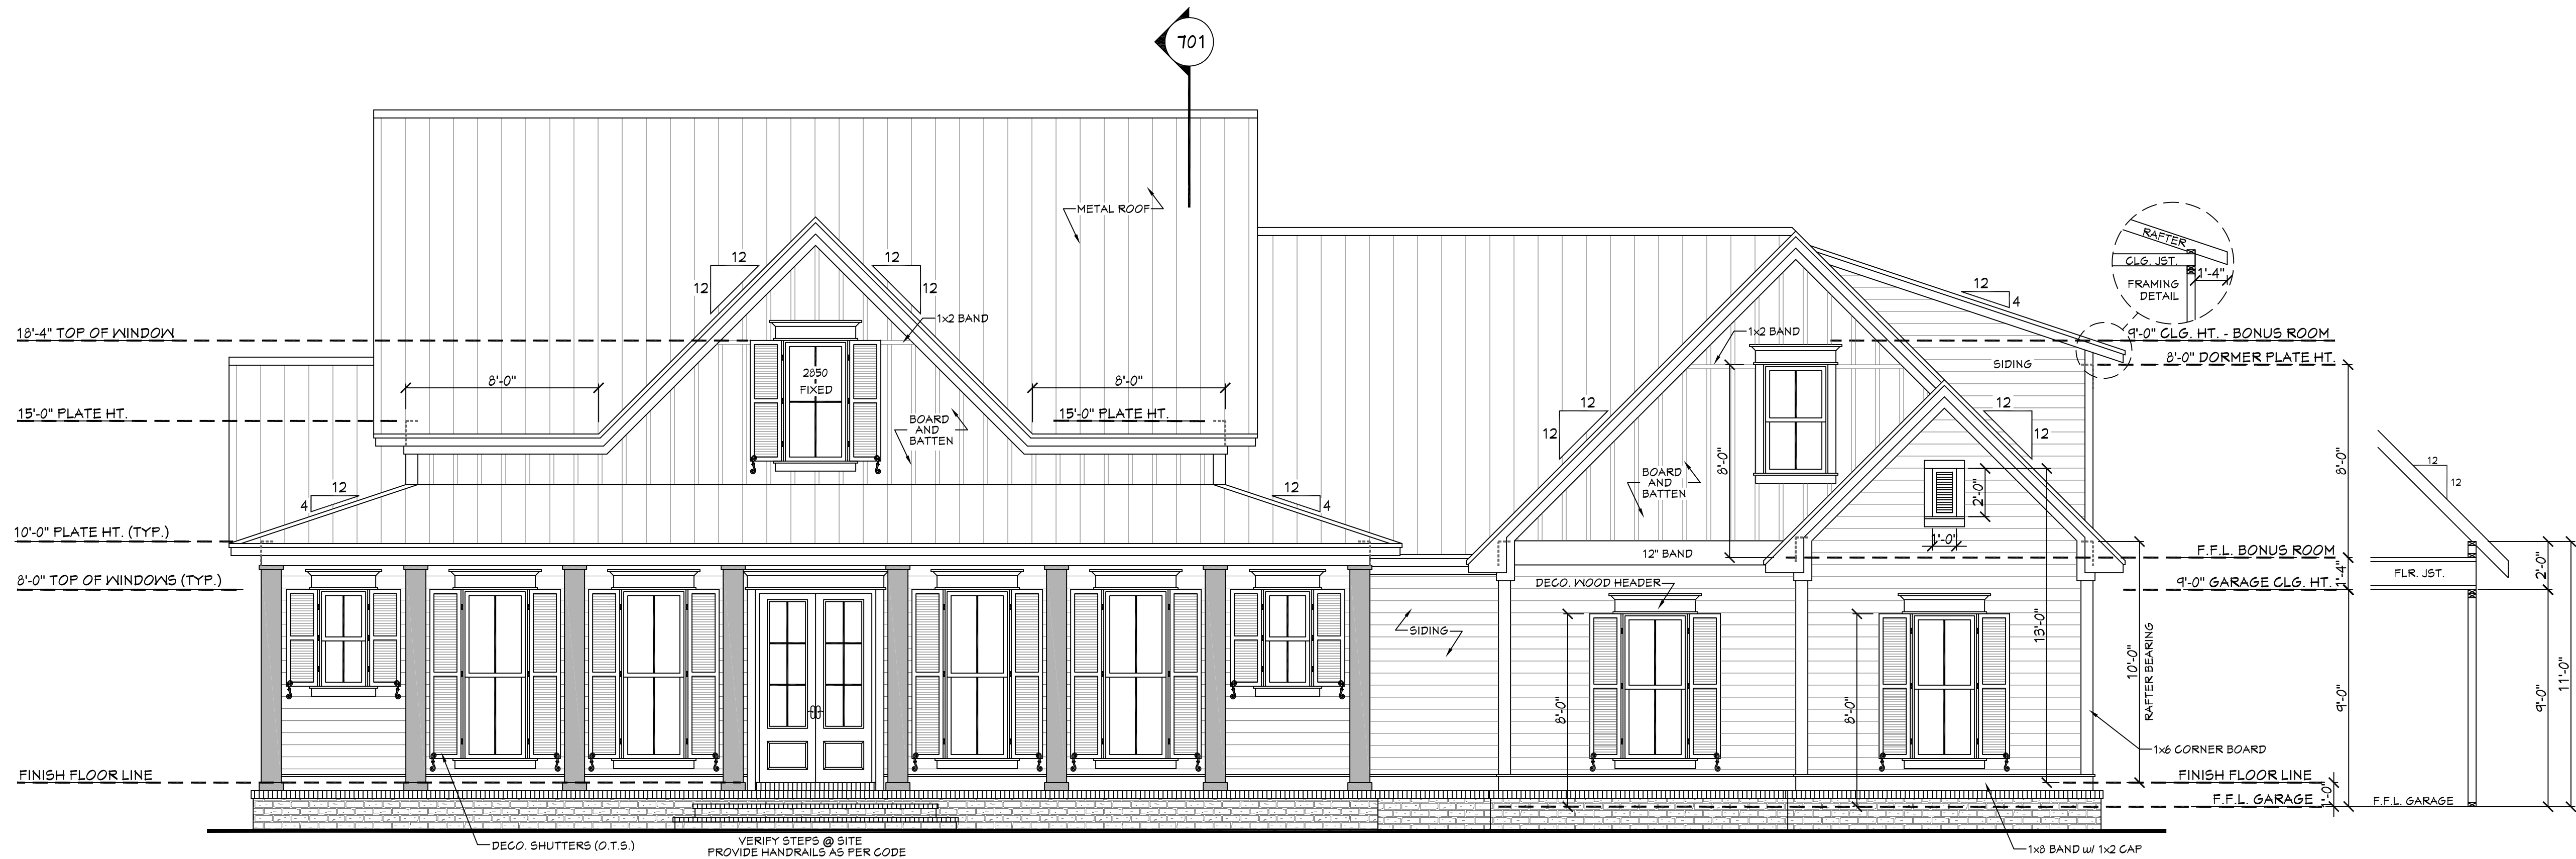 701
METAL ROOF
12
12
12
12
1x2 BAND
18'-4" TOP OF WINDOW
2850
FIXED
8'-0"
8'-0"
15'-0" PLATE HT.
15'-0" PLATE HT.
BOARD
AND
BATTEN
12
4
12
4
10'-0" PLATE HT. (TYP.)
8'-0" TOP OF WINDOWS (TYP.)
FINISH FLOOR LINE
DECO. SHUTTERS (O.T.S.)
VERIFY STEPS @ SITE
PROVIDE HANDRAILS AS PER CODE
RAFTER
CLG. JST.
1'-4"
FRAMING
DETAIL
12
4
1x2 BAND
9'-0" CLG. HT. - BONUS ROOM
8'-0" DORMER PLATE HT.
SIDING
12
12
12
12
8'-0"
BOARD
AND
BATTEN
2'-0"
1'-0"
12" BAND
F.F.L. BONUS ROOM
DECO. WOOD HEADER
9'-0" GARAGE CLG. HT.
SIDING
8'-0"
8'-0"
13'-0"
10'-0"
RAFTER BEARING
8'-0"
1'-4"
9'-0"
1'-0"
1x6 CORNER BOARD
FINISH FLOOR LINE
F.F.L. GARAGE
1x8 BAND w/ 1x2 CAP
12
12
FLR. JST.
2'-0"
9'-0"
11'-0"
F.F.L. GARAGE